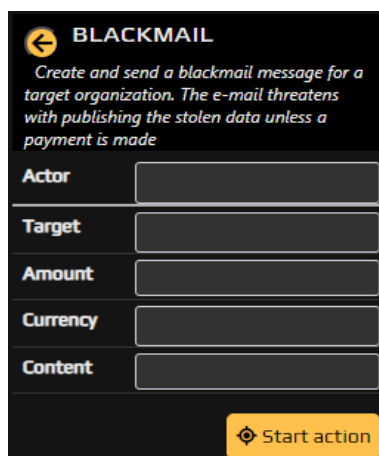 BLACKMAIL
Create and send a blackmail message for a
target organization. The e-mail threatens
with publishing the stolen data unless a
payment is made
Actor
Target
Amount
Currency
Content
Start action